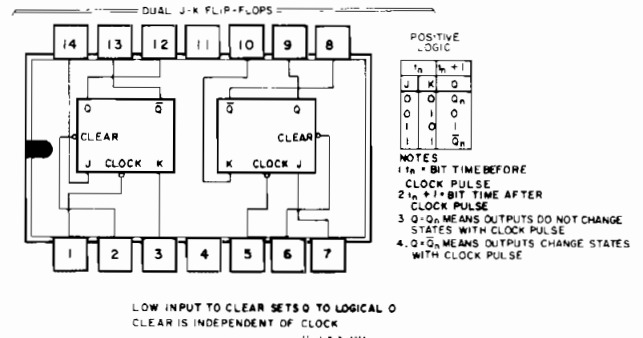 DUAL J-K FLIP-FLOPS
14 13 12 11 10 9 8
Q Q̅ Q̅ Q
CLEAR CLEAR
J CLOCK K K CLOCK J
1 2 3 4 5 6 7
POSITIVE
LOGIC
tn tn + 1
J K Q
0 0 Qn
0 1 0
1 0 1
1 1 Q̅n
NOTES
1 tn = BIT TIME BEFORE
CLOCK PULSE
2 tn + 1 = BIT TIME AFTER
CLOCK PULSE
3 Q = Qn MEANS OUTPUTS DO NOT CHANGE
STATES WITH CLOCK PULSE
4. Q = Q̅n MEANS OUTPUTS CHANGE STATES
WITH CLOCK PULSE
LOW INPUT TO CLEAR SETS Q TO LOGICAL 0
CLEAR IS INDEPENDENT OF CLOCK